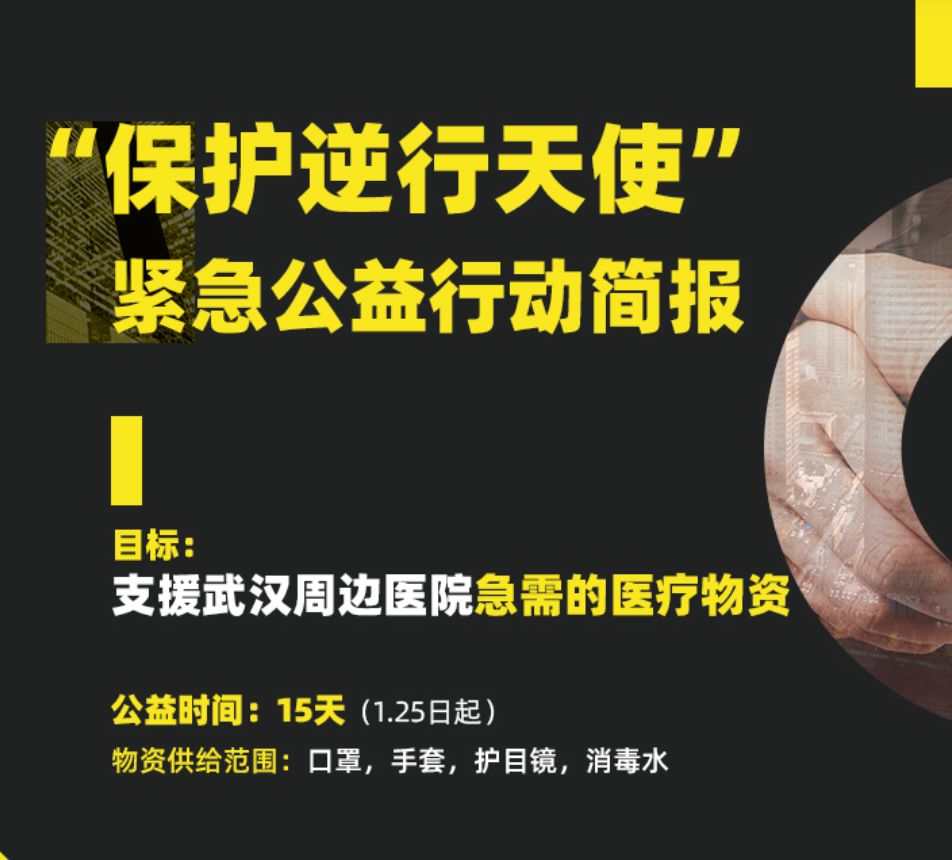 “保护逆行天使”
紧急公益行动简报
目标：
支援武汉周边医院急需的医疗物资
公益时间：15天（1.25日起）
物资供给范围：口罩，手套，护目镜，消毒水